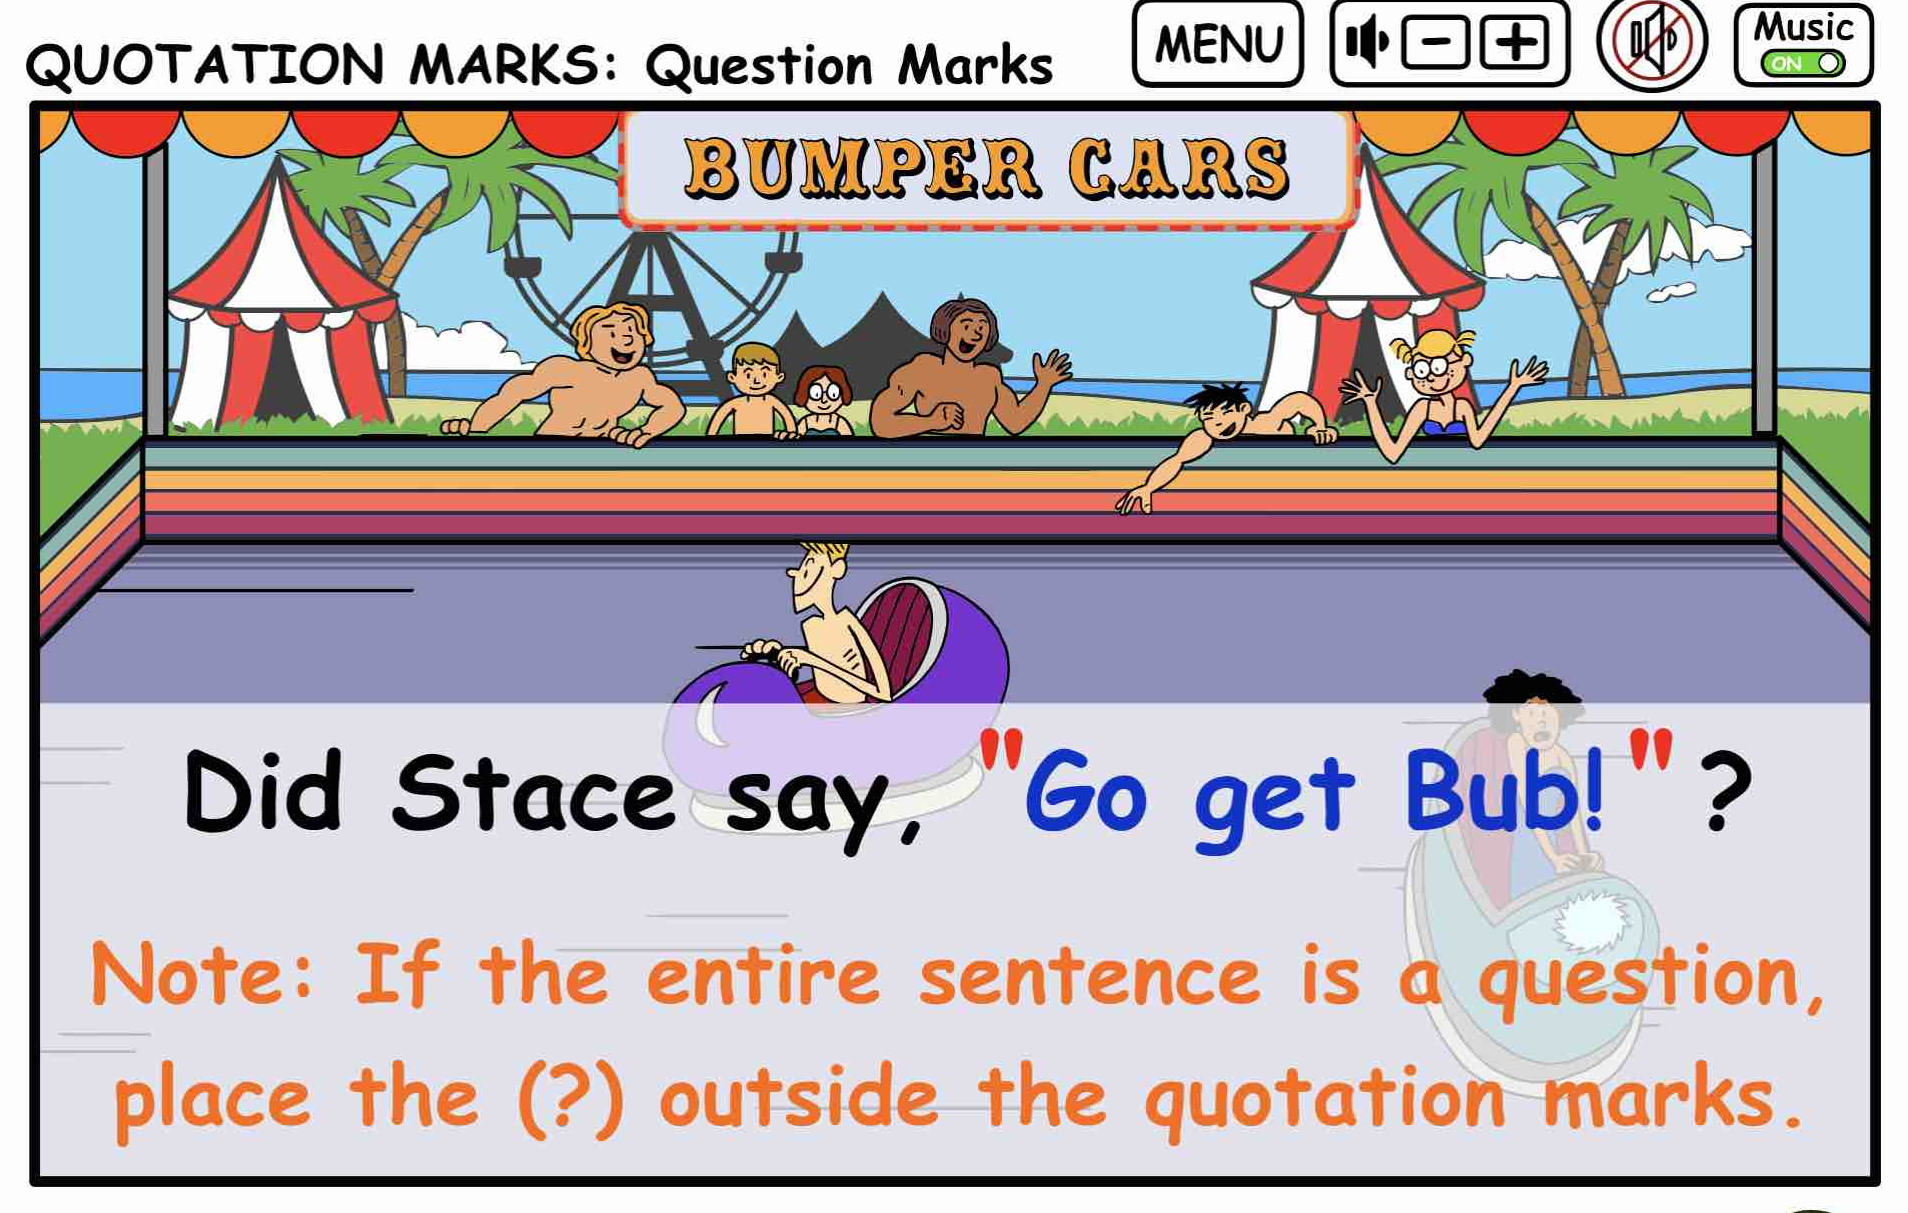 QUOTATION MARKS: Question Marks
MENU
Music
ON
BUMPER CARS
Did Stace say, "Go get Bub!" ?
Note: If the entire sentence is a question,
place the (?) outside the quotation marks.